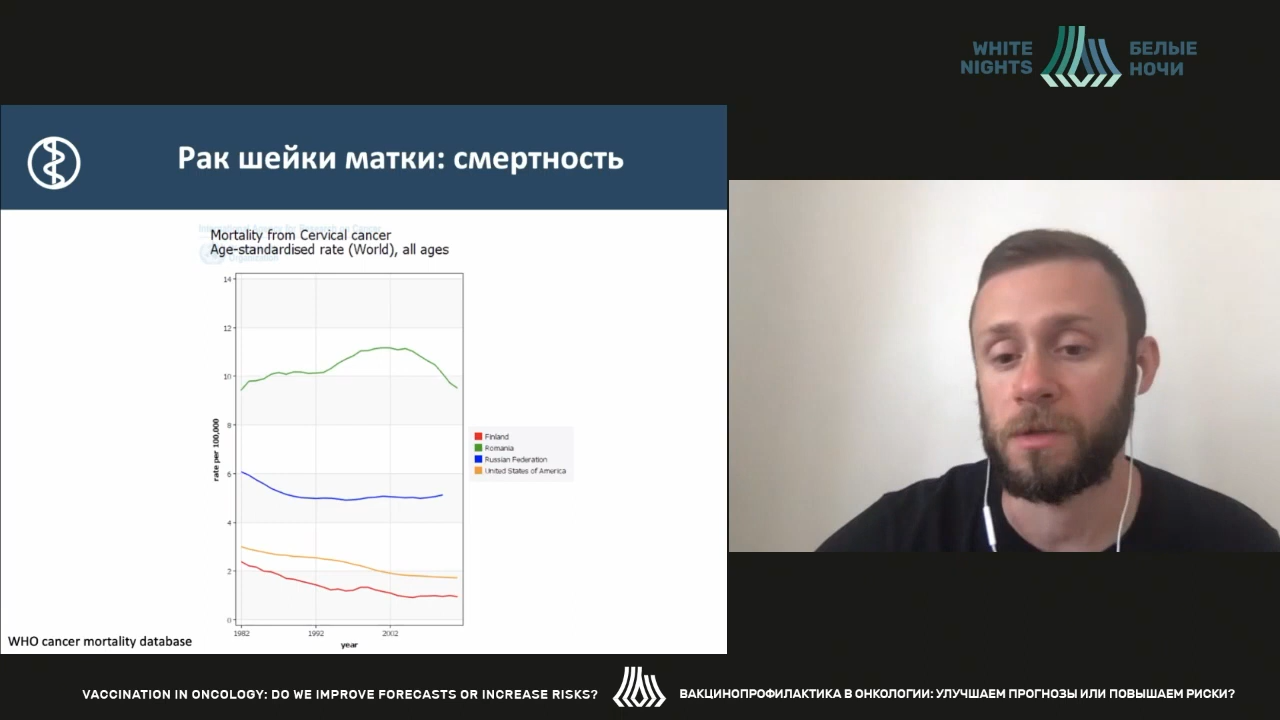 WHITE
NIGHTS
БЕЛЫЕ
НОЧИ
Рак шейки матки: смертность
Mortality from Cervical cancer
Age-standardised rate (World), all ages
14
12
10
8
6
4
2
0
rate per 100,000
1982
1992
2002
year
Finland
Romania
Russian Federation
United States of America
WHO cancer mortality database
VACCINATION IN ONCOLOGY: DO WE IMPROVE FORECASTS OR INCREASE RISKS?
ВАКЦИНОПРОФИЛАКТИКА В ОНКОЛОГИИ: УЛУЧШАЕМ ПРОГНОЗЫ ИЛИ ПОВЫШАЕМ РИСКИ?